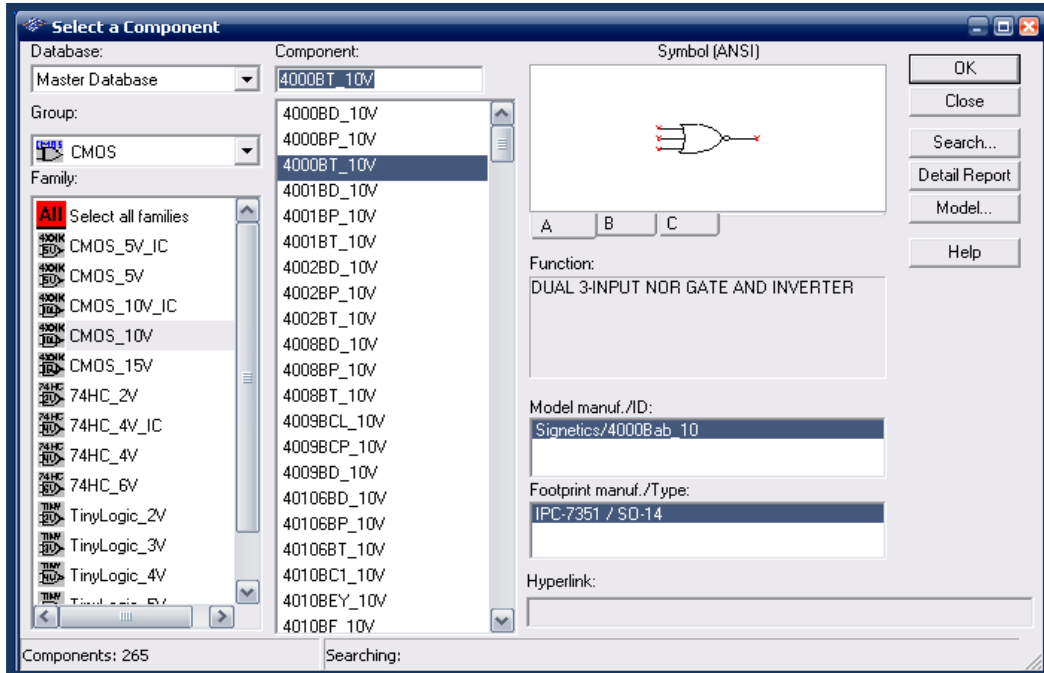 Select a Component
Database:
Master Database
Group:
CMOS
Family:
All Select all families
CMOS_5V_IC
CMOS_5V
CMOS_10V_IC
CMOS_10V
CMOS_15V
74HC_2V
74HC_4V_IC
74HC_4V
74HC_6V
TinyLogic_2V
TinyLogic_3V
TinyLogic_4V
Component:
4000BT_10V
4000BD_10V
4000BP_10V
4000BT_10V
4001BD_10V
4001BP_10V
4001BT_10V
4002BD_10V
4002BP_10V
4002BT_10V
4008BD_10V
4008BP_10V
4008BT_10V
4009BCL_10V
4009BCP_10V
4009BD_10V
40106BD_10V
40106BP_10V
40106BT_10V
4010BC1_10V
4010BEY_10V
4010BF_10V
Symbol (ANSI)
A B C
Function:
DUAL 3-INPUT NOR GATE AND INVERTER
Model manuf./ID:
Signetics/4000Bab_10
Footprint manuf./Type:
IPC-7351 / SO-14
Hyperlink:
OK
Close
Search...
Detail Report
Model...
Help
Components: 265
Searching: